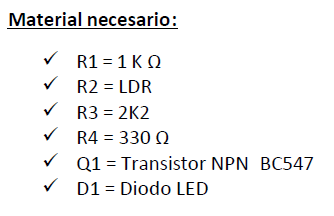 Material necesario:
✓ R1 = 1 K Ω
✓ R2 = LDR
✓ R3 = 2K2
✓ R4 = 330 Ω
✓ Q1 = Transistor NPN BC547
✓ D1 = Diodo LED